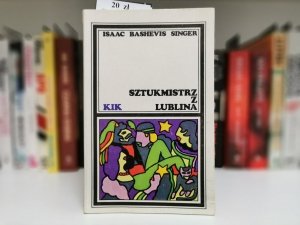 20 zł
ISAAC BASHEVIS SINGER
SZTUKMISTRZ
Z
KIK LUBLINA